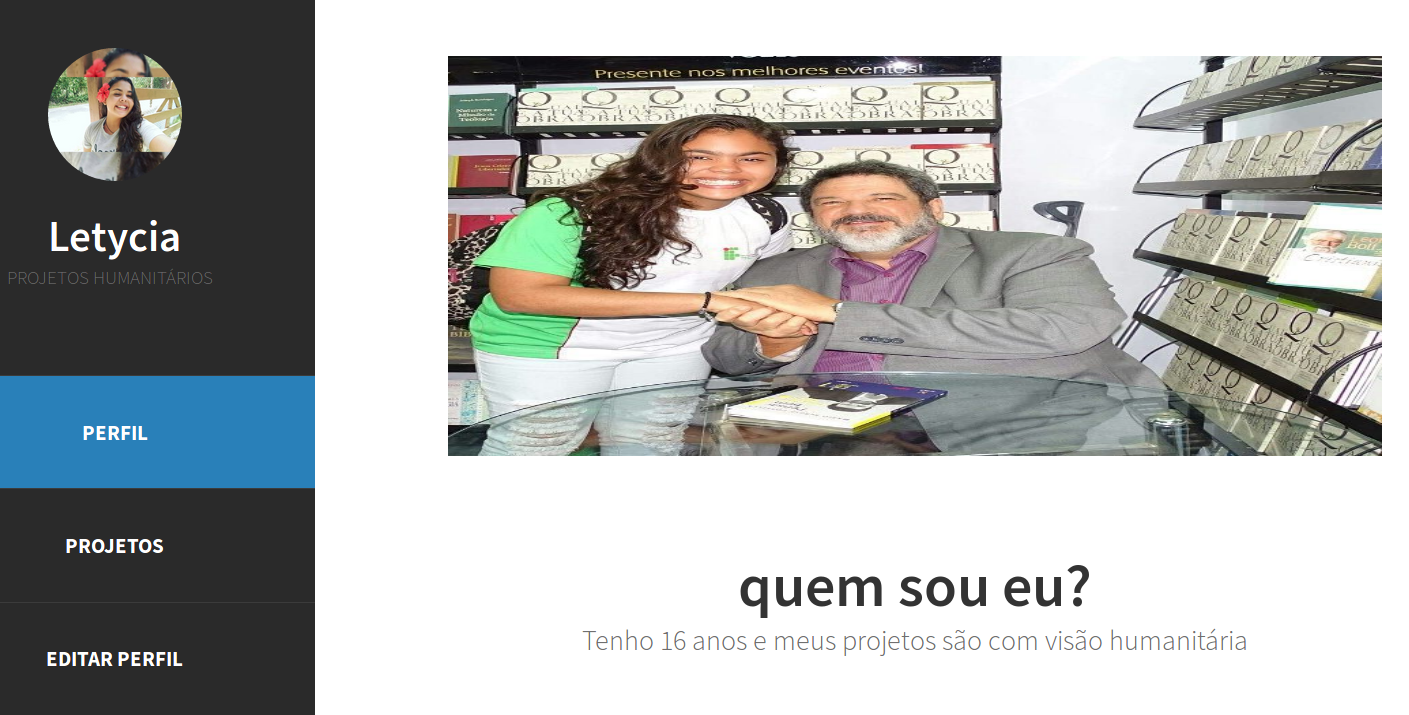 Letycia
PROJETOS HUMANITÁRIOS
PERFIL
PROJETOS
EDITAR PERFIL
Presente nos melhores eventos!
quem sou eu?
Tenho 16 anos e meus projetos são com visão humanitária